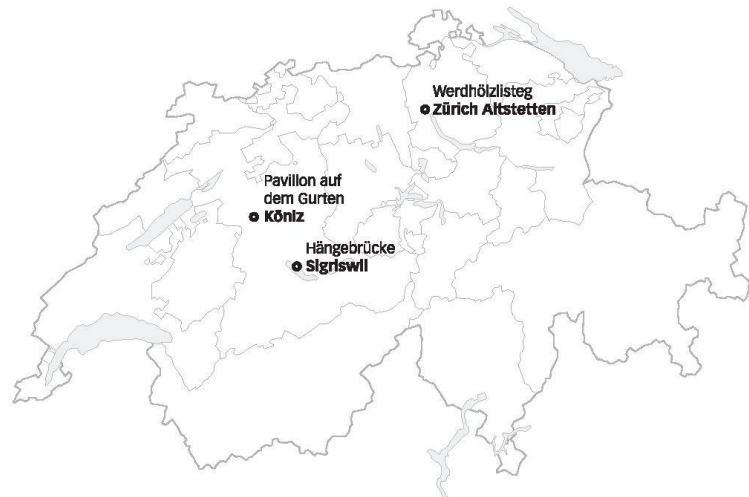 Werdhölzlisteg
Zürich Altstetten
Pavillon auf
dem Gurten
Köniz
Hängebrücke
Sigriswil